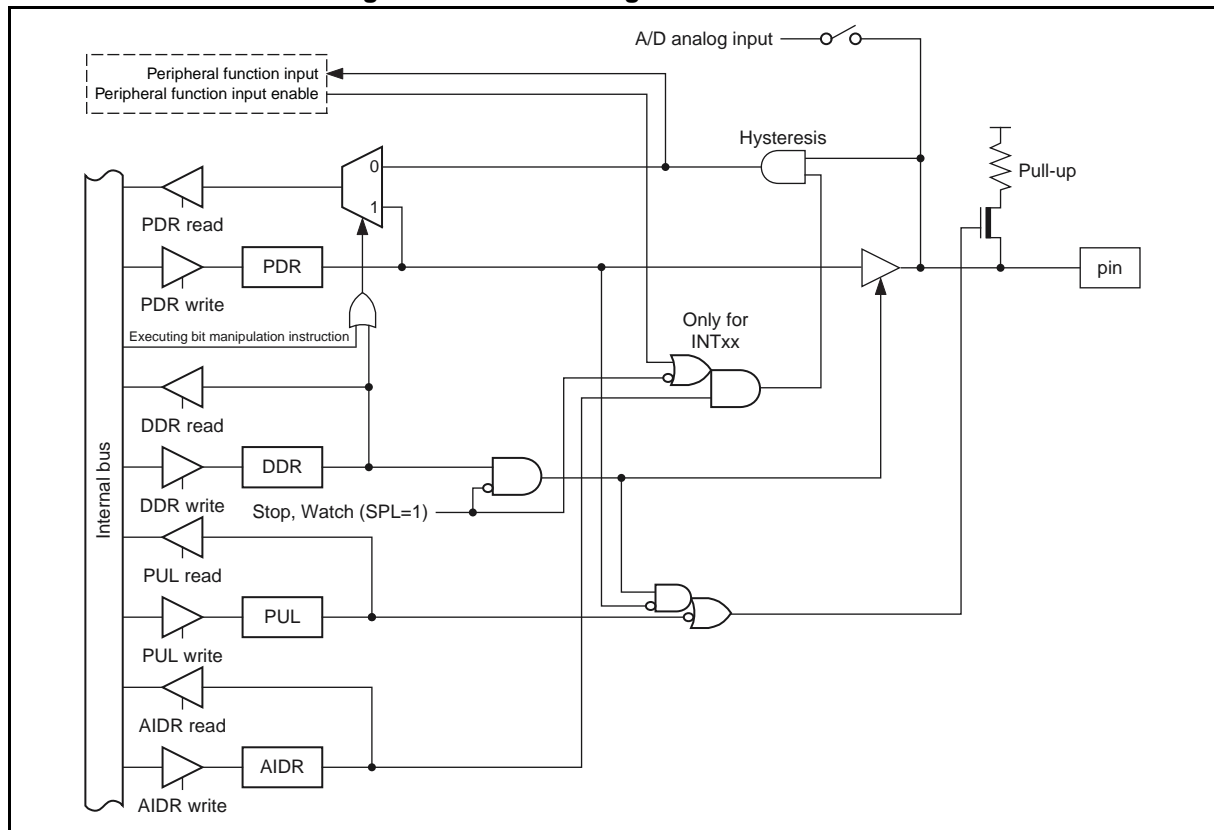 A/D analog input
Peripheral function input
Peripheral function input enable
Hysteresis
0
Pull-up
1
PDR read
PDR
pin
PDR write
Only for
INTxx
Executing bit manipulation instruction
DDR read
Internal bus
DDR
DDR write
Stop, Watch (SPL=1)
PUL read
PUL
PUL write
AIDR read
AIDR
AIDR write